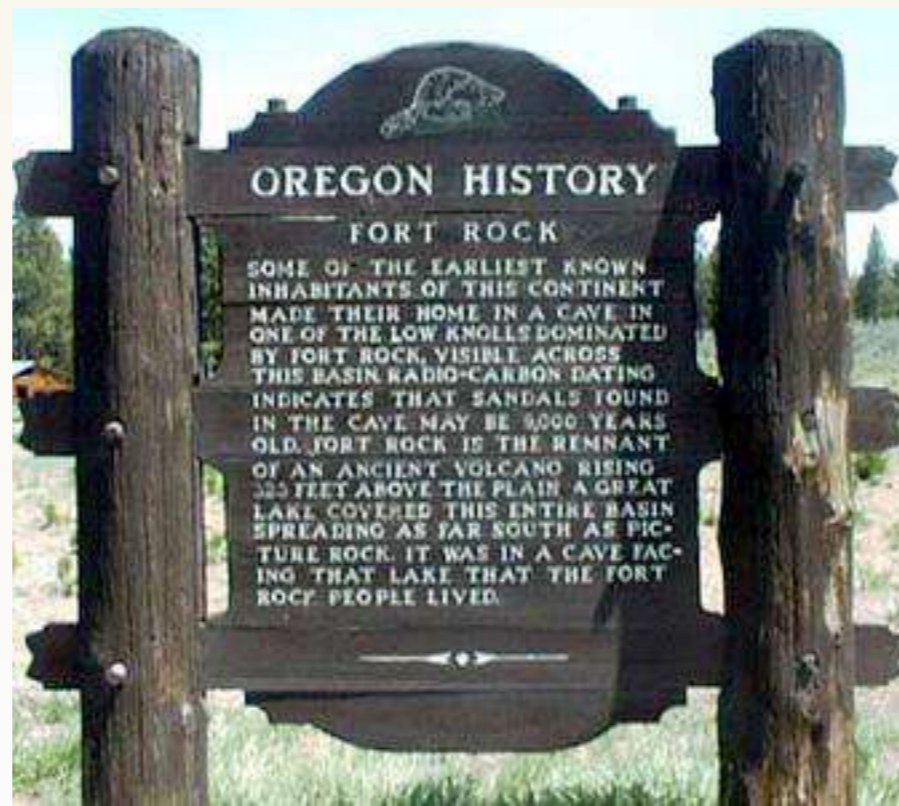 OREGON HISTORY
FORT ROCK
SOME OF THE EARLIEST KNOWN
INHABITANTS OF THIS CONTINENT
MADE THEIR HOME IN A CAVE IN
ONE OF THE LOW KNOLLS DOMINATED
BY FORT ROCK, VISIBLE ACROSS
THIS BASIN. RADIO-CARBON DATING
INDICATES THAT SANDALS FOUND
IN THE CAVE MAY BE 9,000 YEARS
OLD. FORT ROCK IS THE REMNANT
OF AN ANCIENT VOLCANO RISING
325 FEET ABOVE THE PLAIN A GREAT
LAKE COVERED THIS ENTIRE BASIN
SPREADING AS FAR SOUTH AS PIC-
TURE ROCK. IT WAS IN A CAVE FAC-
ING THAT LAKE THAT THE FORT
ROCK PEOPLE LIVED.